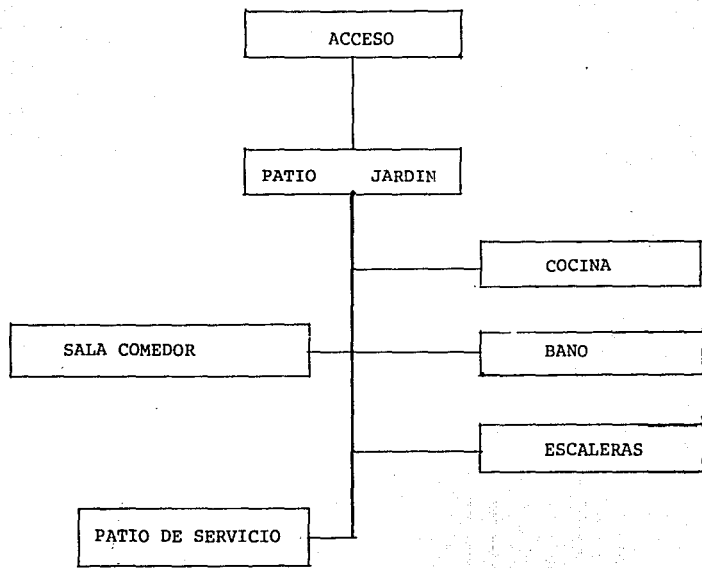 ACCESO
PATIO JARDIN
COCINA
SALA COMEDOR
BANO
ESCALERAS
PATIO DE SERVICIO